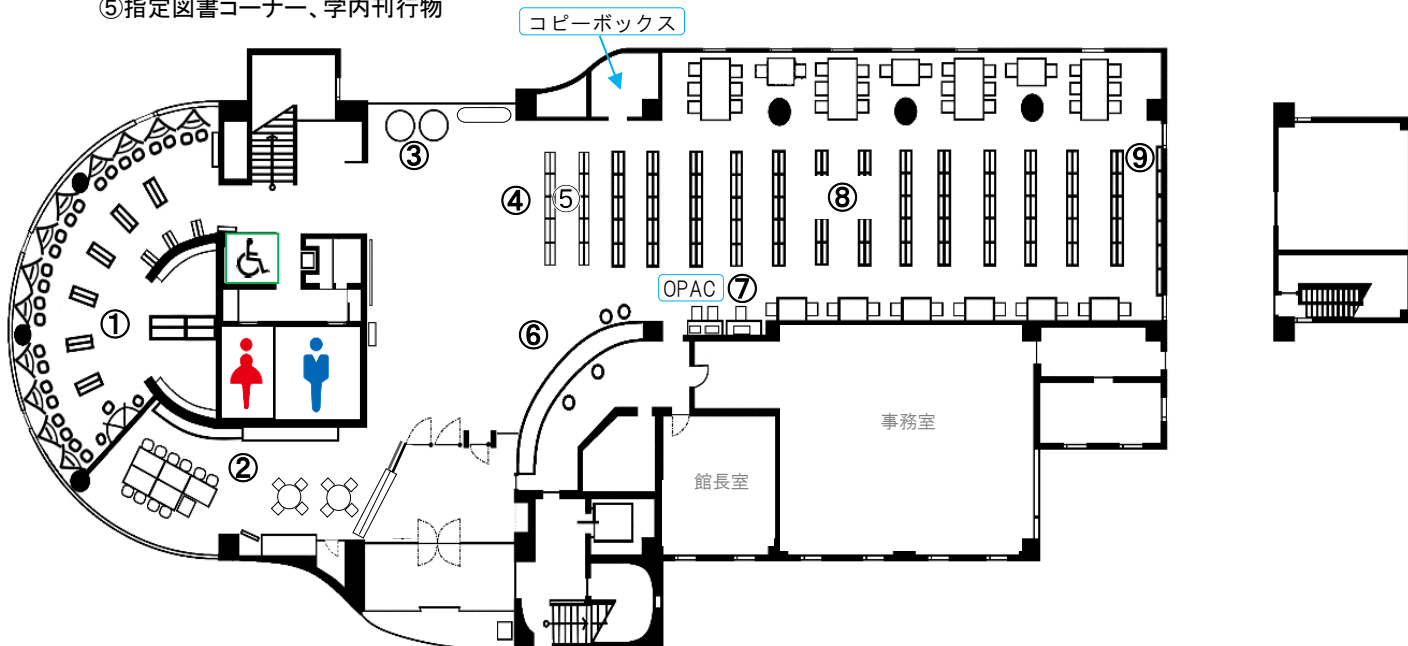 ⑤指定図書コーナー、学内刊行物
コピーボックス
③
⑨
④
⑤
⑧
OPAC
⑦
①
⑥
事務室
②
館長室